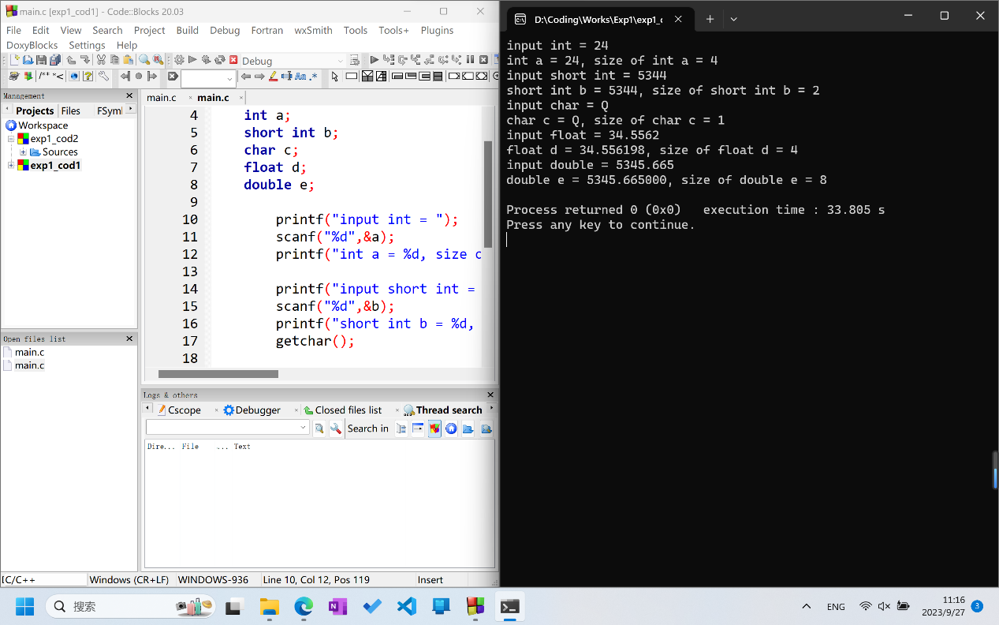 main.c [exp1_cod1] - Code::Blocks 20.03
File Edit View Search Project Build Debug Fortran wxSmith Tools Tools+ Plugins
DoxyBlocks Settings Help
Debug
/** *<
Aa .*
Management
Projects Files FSyml
Workspace
exp1_cod2
Sources
exp1_cod1
Open files list
main.c
main.c
main.c main.c
4 int a;
5 short int b;
6 char c;
7 float d;
8 double e;
9
10 printf("input int = ");
11 scanf("%d",&a);
12 printf("int a = %d, size o
13
14 printf("input short int =
15 scanf("%d",&b);
16 printf("short int b = %d,
17 getchar();
18
Logs & others
Cscope Debugger Closed files list Thread search
Search in
Dire... File ... Text
C/C++ Windows (CR+LF) WINDOWS-936 Line 10, Col 12, Pos 119 Insert
D:\Coding\Works\Exp1\exp1_c
input int = 24
int a = 24, size of int a = 4
input short int = 5344
short int b = 5344, size of short int b = 2
input char = Q
char c = Q, size of char c = 1
input float = 34.5562
float d = 34.556198, size of float d = 4
input double = 5345.665
double e = 5345.665000, size of double e = 8
Process returned 0 (0x0) execution time : 33.805 s
Press any key to continue.
搜索
ENG
11:16
2023/9/27
3